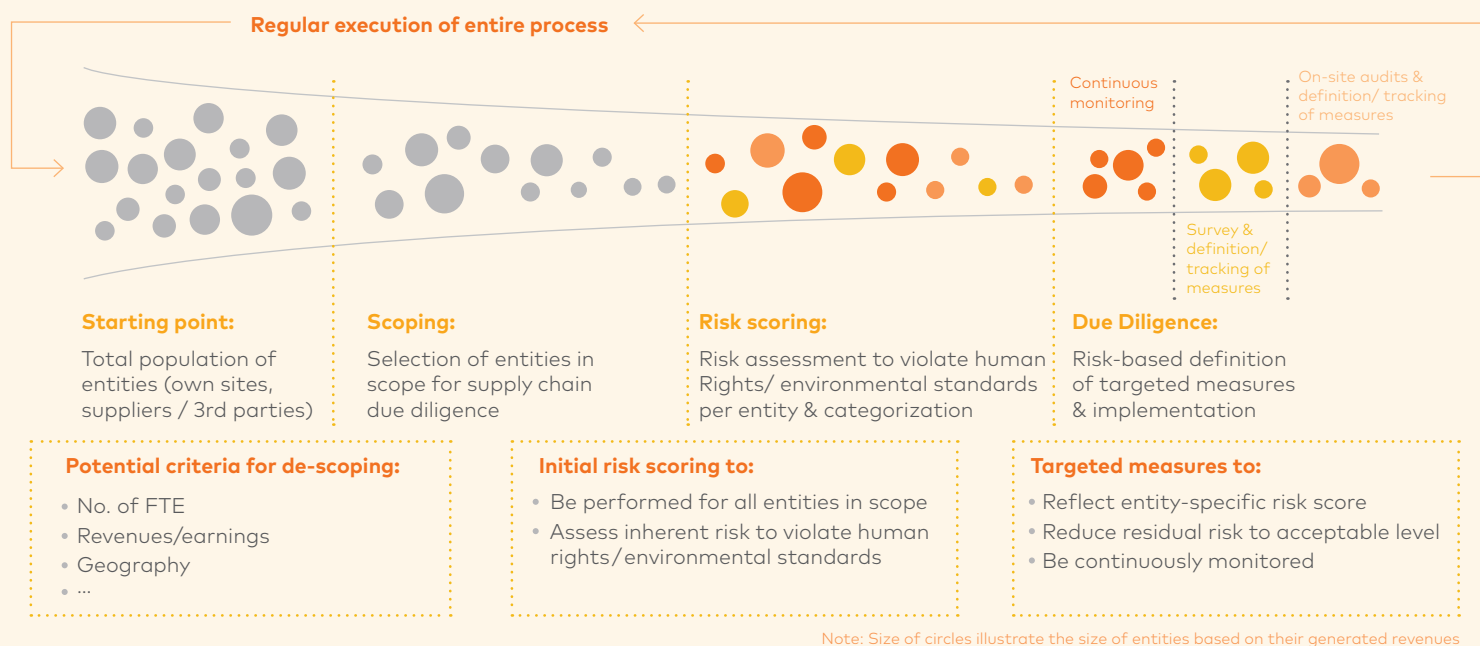 Regular execution of entire process
Continuous
monitoring
On-site audits &
definition/ tracking
of measures
Survey &
definition/
tracking of
measures
Starting point:
Total population of
entities (own sites,
suppliers / 3rd parties)
Scoping:
Selection of entities in
scope for supply chain
due diligence
Risk scoring:
Risk assessment to violate human
Rights/ environmental standards
per entity & categorization
Due Diligence:
Risk-based definition
of targeted measures
& implementation
Potential criteria for de-scoping:
• No. of FTE
• Revenues/earnings
• Geography
• ...
Initial risk scoring to:
• Be performed for all entities in scope
• Assess inherent risk to violate human
rights/environmental standards
Targeted measures to:
• Reflect entity-specific risk score
• Reduce residual risk to acceptable level
• Be continuously monitored
Note: Size of circles illustrate the size of entities based on their generated revenues